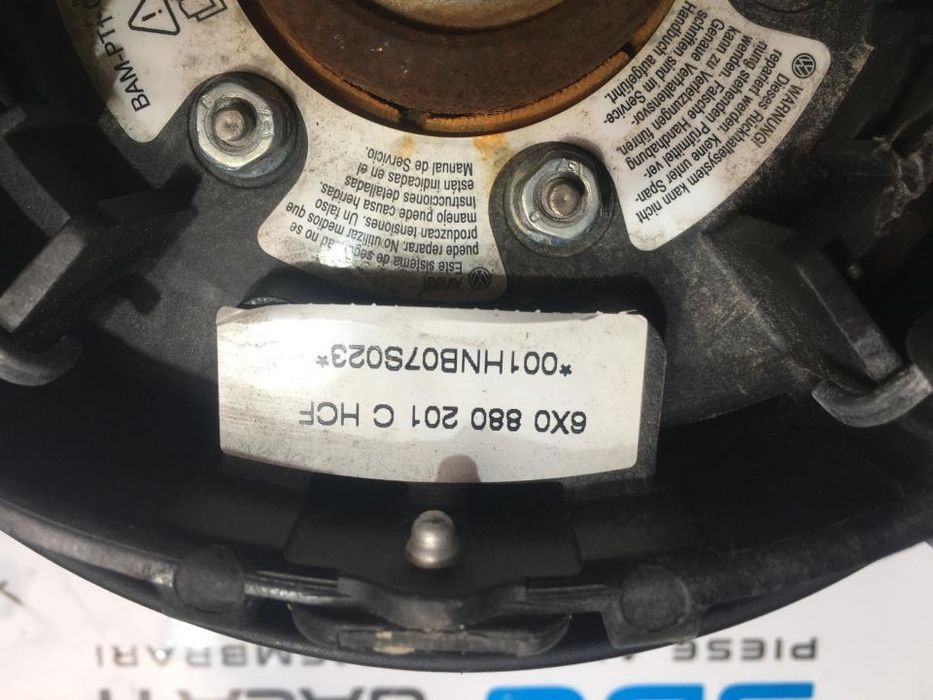 6X0 880 201 C HCF
*001HNB07S023*
AVISO!
Este sistema de seguridad no se
puede reparar. No utilizar medios que
produzcan tensiones. Un falso
manejo puede causa heridas.
Instrucciones detalladas
están indicadas en el
Manual de Servicio.
WARNUNG!
Dieses Rückhaltesystem kann nicht
repariert werden. Keine unter Span-
nung stehenden Prüfmittel ver-
wenden. Falsche Handhabung
kann zu Verletzungen führen.
Genaue Verhaltensvor-
schriften sind im Service-
Handbuch aufgeführt.
BAM-PT-
PIESE